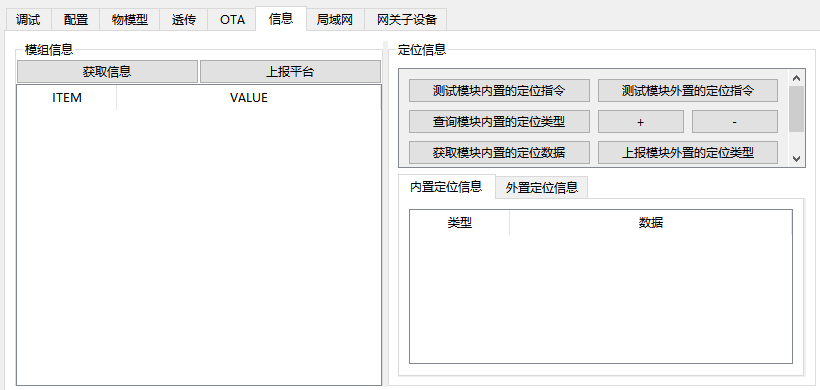 调试 配置 物模型 透传 OTA 信息 局域网 网关子设备
模组信息
获取信息 上报平台
ITEM VALUE
定位信息
测试模块内置的定位指令 测试模块外置的定位指令
查询模块内置的定位类型 + -
获取模块内置的定位数据 上报模块外置的定位类型
内置定位信息 外置定位信息
类型 数据